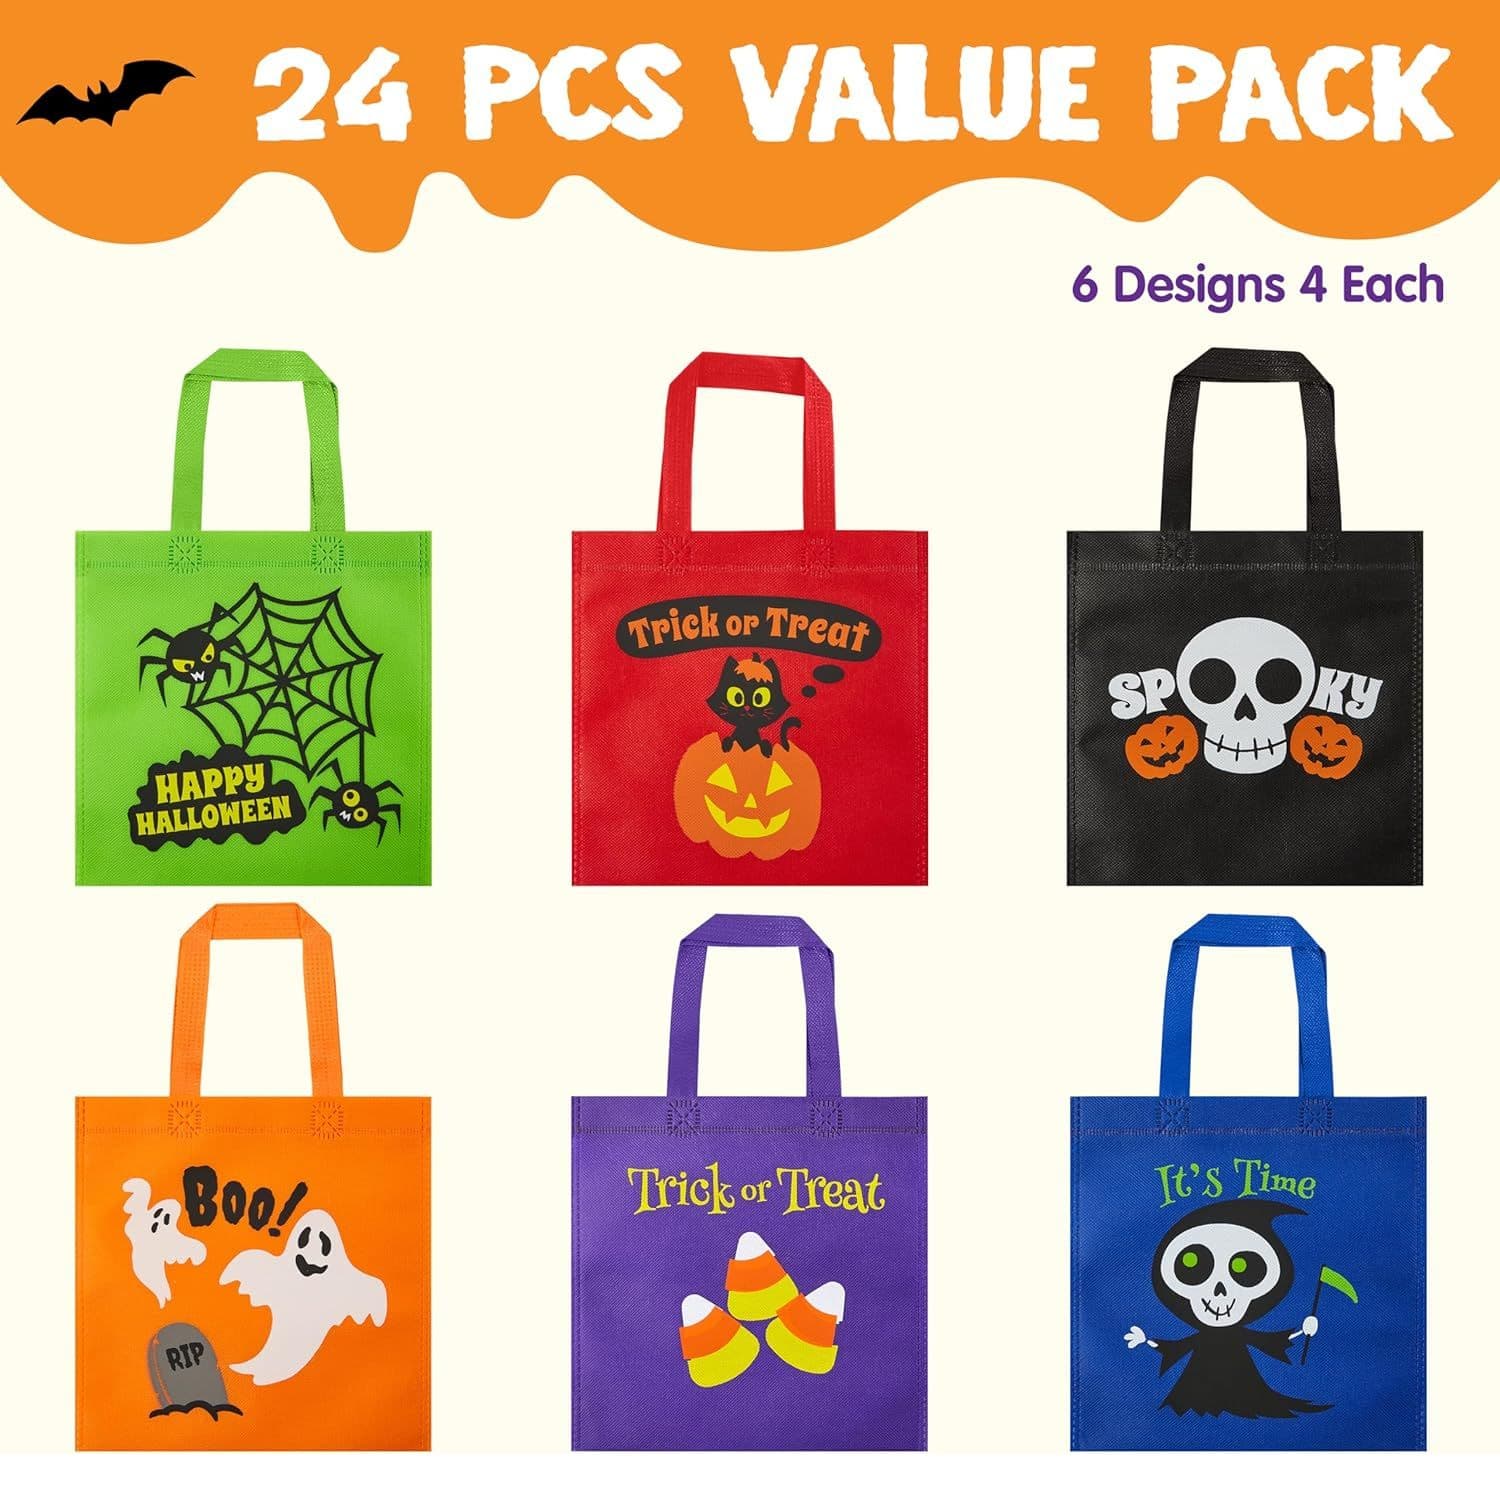 24 PCS VALUE PACK
6 Designs 4 Each
HAPPY
HALLOWEEN
Trick or Treat
SPOOKY
Boo!
RIP
Trick or Treat
It's Time